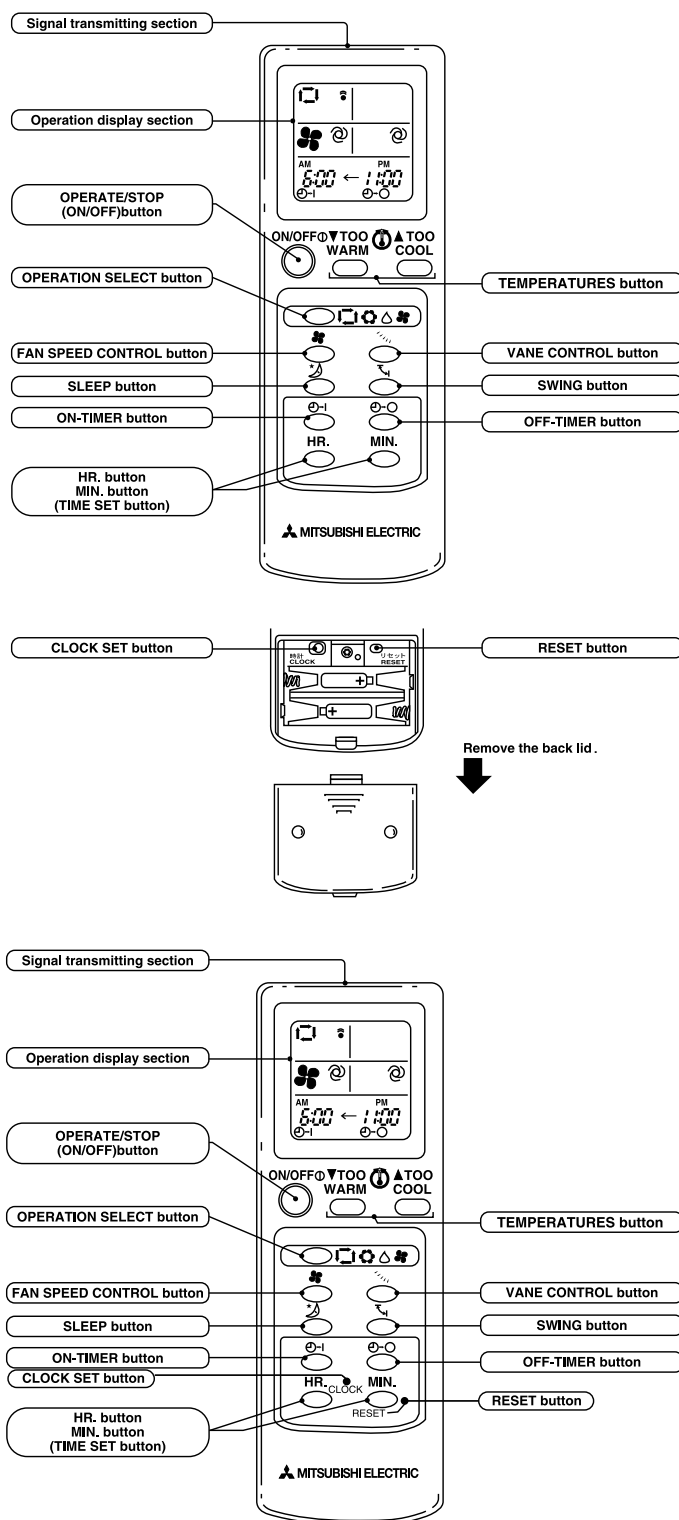 Signal transmitting section
Operation display section
AM PM
6:00 ← 11:00
OPERATE/STOP
(ON/OFF)button
ON/OFF ▼TOO WARM ▲TOO COOL
OPERATION SELECT button
TEMPERATURES button
FAN SPEED CONTROL button
VANE CONTROL button
SLEEP button
SWING button
ON-TIMER button
OFF-TIMER button
HR. MIN.
HR. button
MIN. button
(TIME SET button)
MITSUBISHI ELECTRIC
CLOCK SET button
RESET button
時計 リセット
CLOCK RESET
+
+
Remove the back lid.
Signal transmitting section
Operation display section
AM PM
6:00 ← 11:00
OPERATE/STOP
(ON/OFF)button
ON/OFF ▼TOO WARM ▲TOO COOL
OPERATION SELECT button
TEMPERATURES button
FAN SPEED CONTROL button
VANE CONTROL button
SLEEP button
SWING button
ON-TIMER button
OFF-TIMER button
CLOCK SET button
HR. CLOCK MIN.
RESET
RESET button
HR. button
MIN. button
(TIME SET button)
MITSUBISHI ELECTRIC